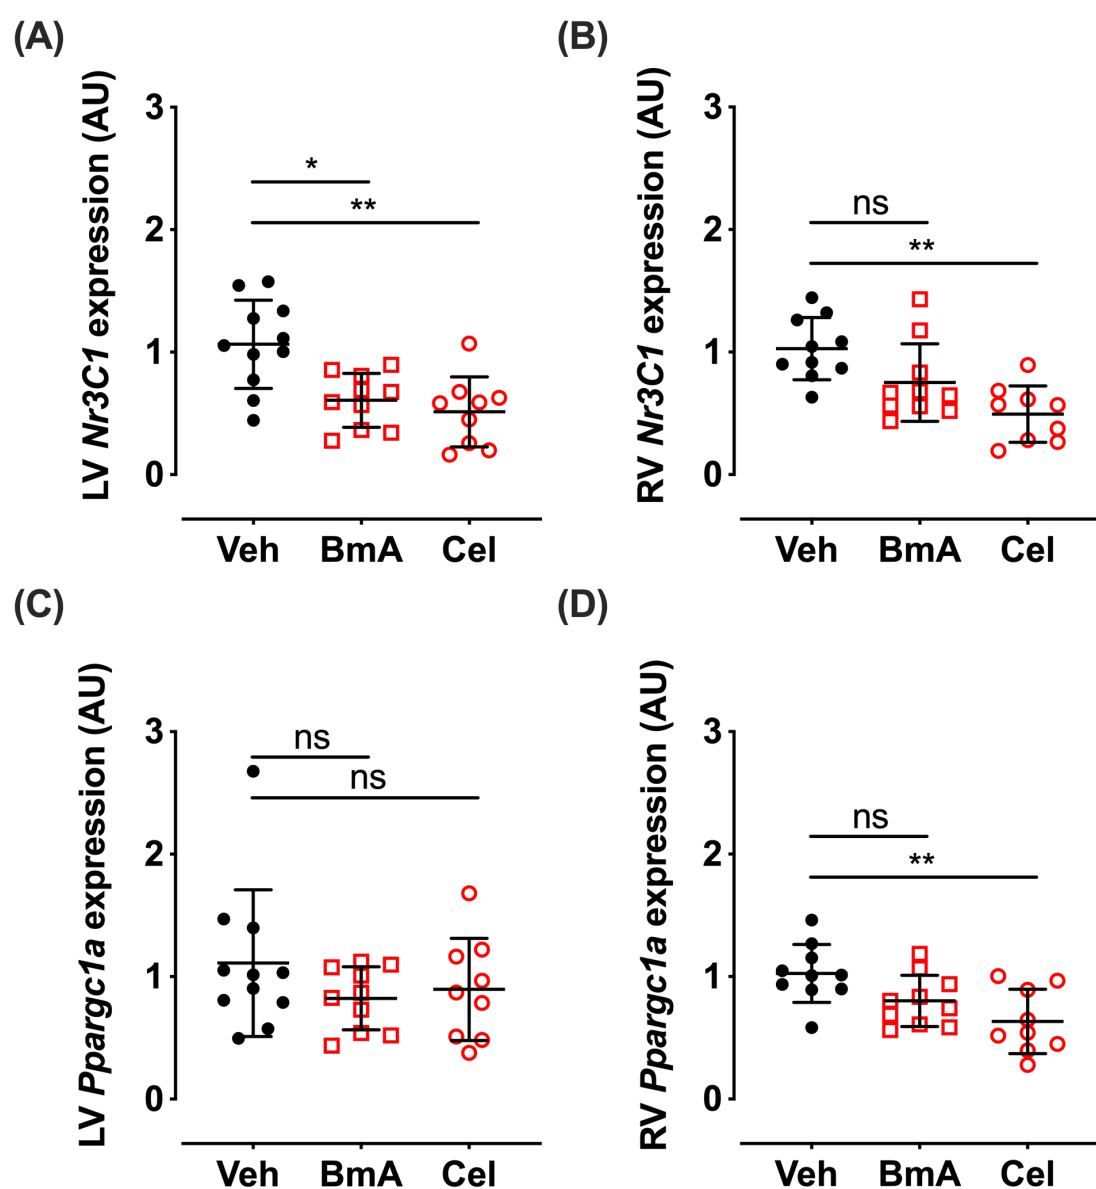 (A)
LV Nr3C1 expression (AU)
3
2
1
0
*
**
Veh BmA Cel
(B)
RV Nr3C1 expression (AU)
3
2
1
0
ns
**
Veh BmA Cel
(C)
LV Ppargc1a expression (AU)
3
2
1
0
ns
ns
Veh BmA Cel
(D)
RV Ppargc1a expression (AU)
3
2
1
0
ns
**
Veh BmA Cel